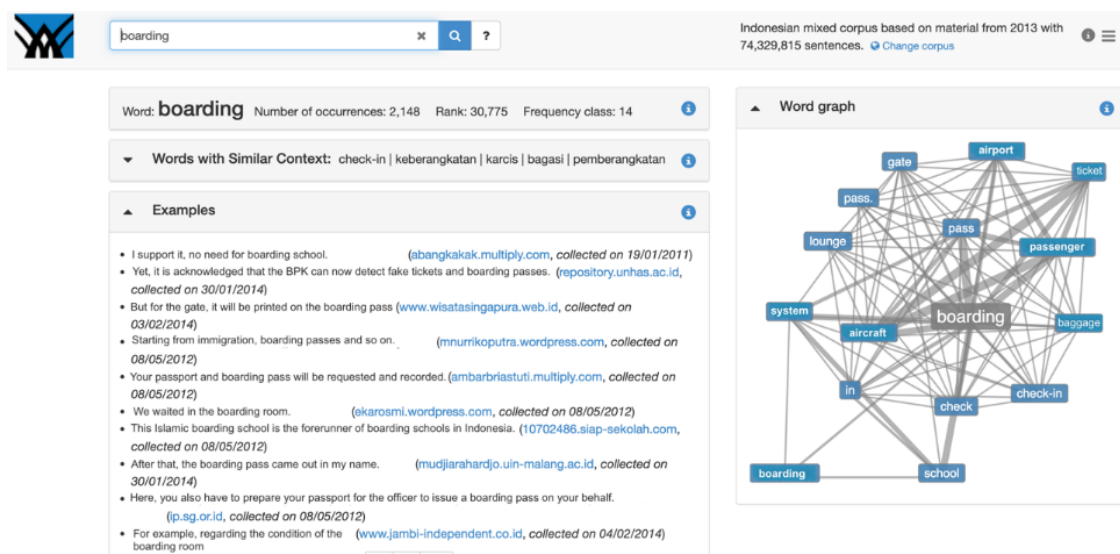 boarding ✖ ?
Indonesian mixed corpus based on material from 2013 with
74,329,815 sentences. Change corpus
Word: boarding Number of occurrences: 2,148 Rank: 30,775 Frequency class: 14
Words with Similar Context: check-in | keberangkatan | karcis | bagasi | pemberangkatan
Examples
• I support it, no need for boarding school. (abangkakak.multiply.com, collected on 19/01/2011)
• Yet, it is acknowledged that the BPK can now detect fake tickets and boarding passes. (repository.unhas.ac.id,
collected on 30/01/2014)
• But for the gate, it will be printed on the boarding pass (www.wisatasingapura.web.id, collected on
03/02/2014)
• Starting from immigration, boarding passes and so on. (mnurrikoputra.wordpress.com, collected on
08/05/2012)
• Your passport and boarding pass will be requested and recorded. (ambarbriastuti.multiply.com, collected on
08/05/2012)
• We waited in the boarding room. (ekarosmi.wordpress.com, collected on 08/05/2012)
• This Islamic boarding school is the forerunner of boarding schools in Indonesia. (10702486.siap-sekolah.com,
collected on 08/05/2012)
• After that, the boarding pass came out in my name. (mudjiarahardjo.uin-malang.ac.id, collected on
30/01/2014)
• Here, you also have to prepare your passport for the officer to issue a boarding pass on your behalf.
(ip.sg.or.id, collected on 08/05/2012)
• For example, regarding the condition of the (www.jambi-independent.co.id, collected on 04/02/2014)
boarding room
Word graph
airport
gate
ticket
pass.
pass
lounge
passenger
system
boarding
baggage
aircraft
in
check-in
check
boarding
school